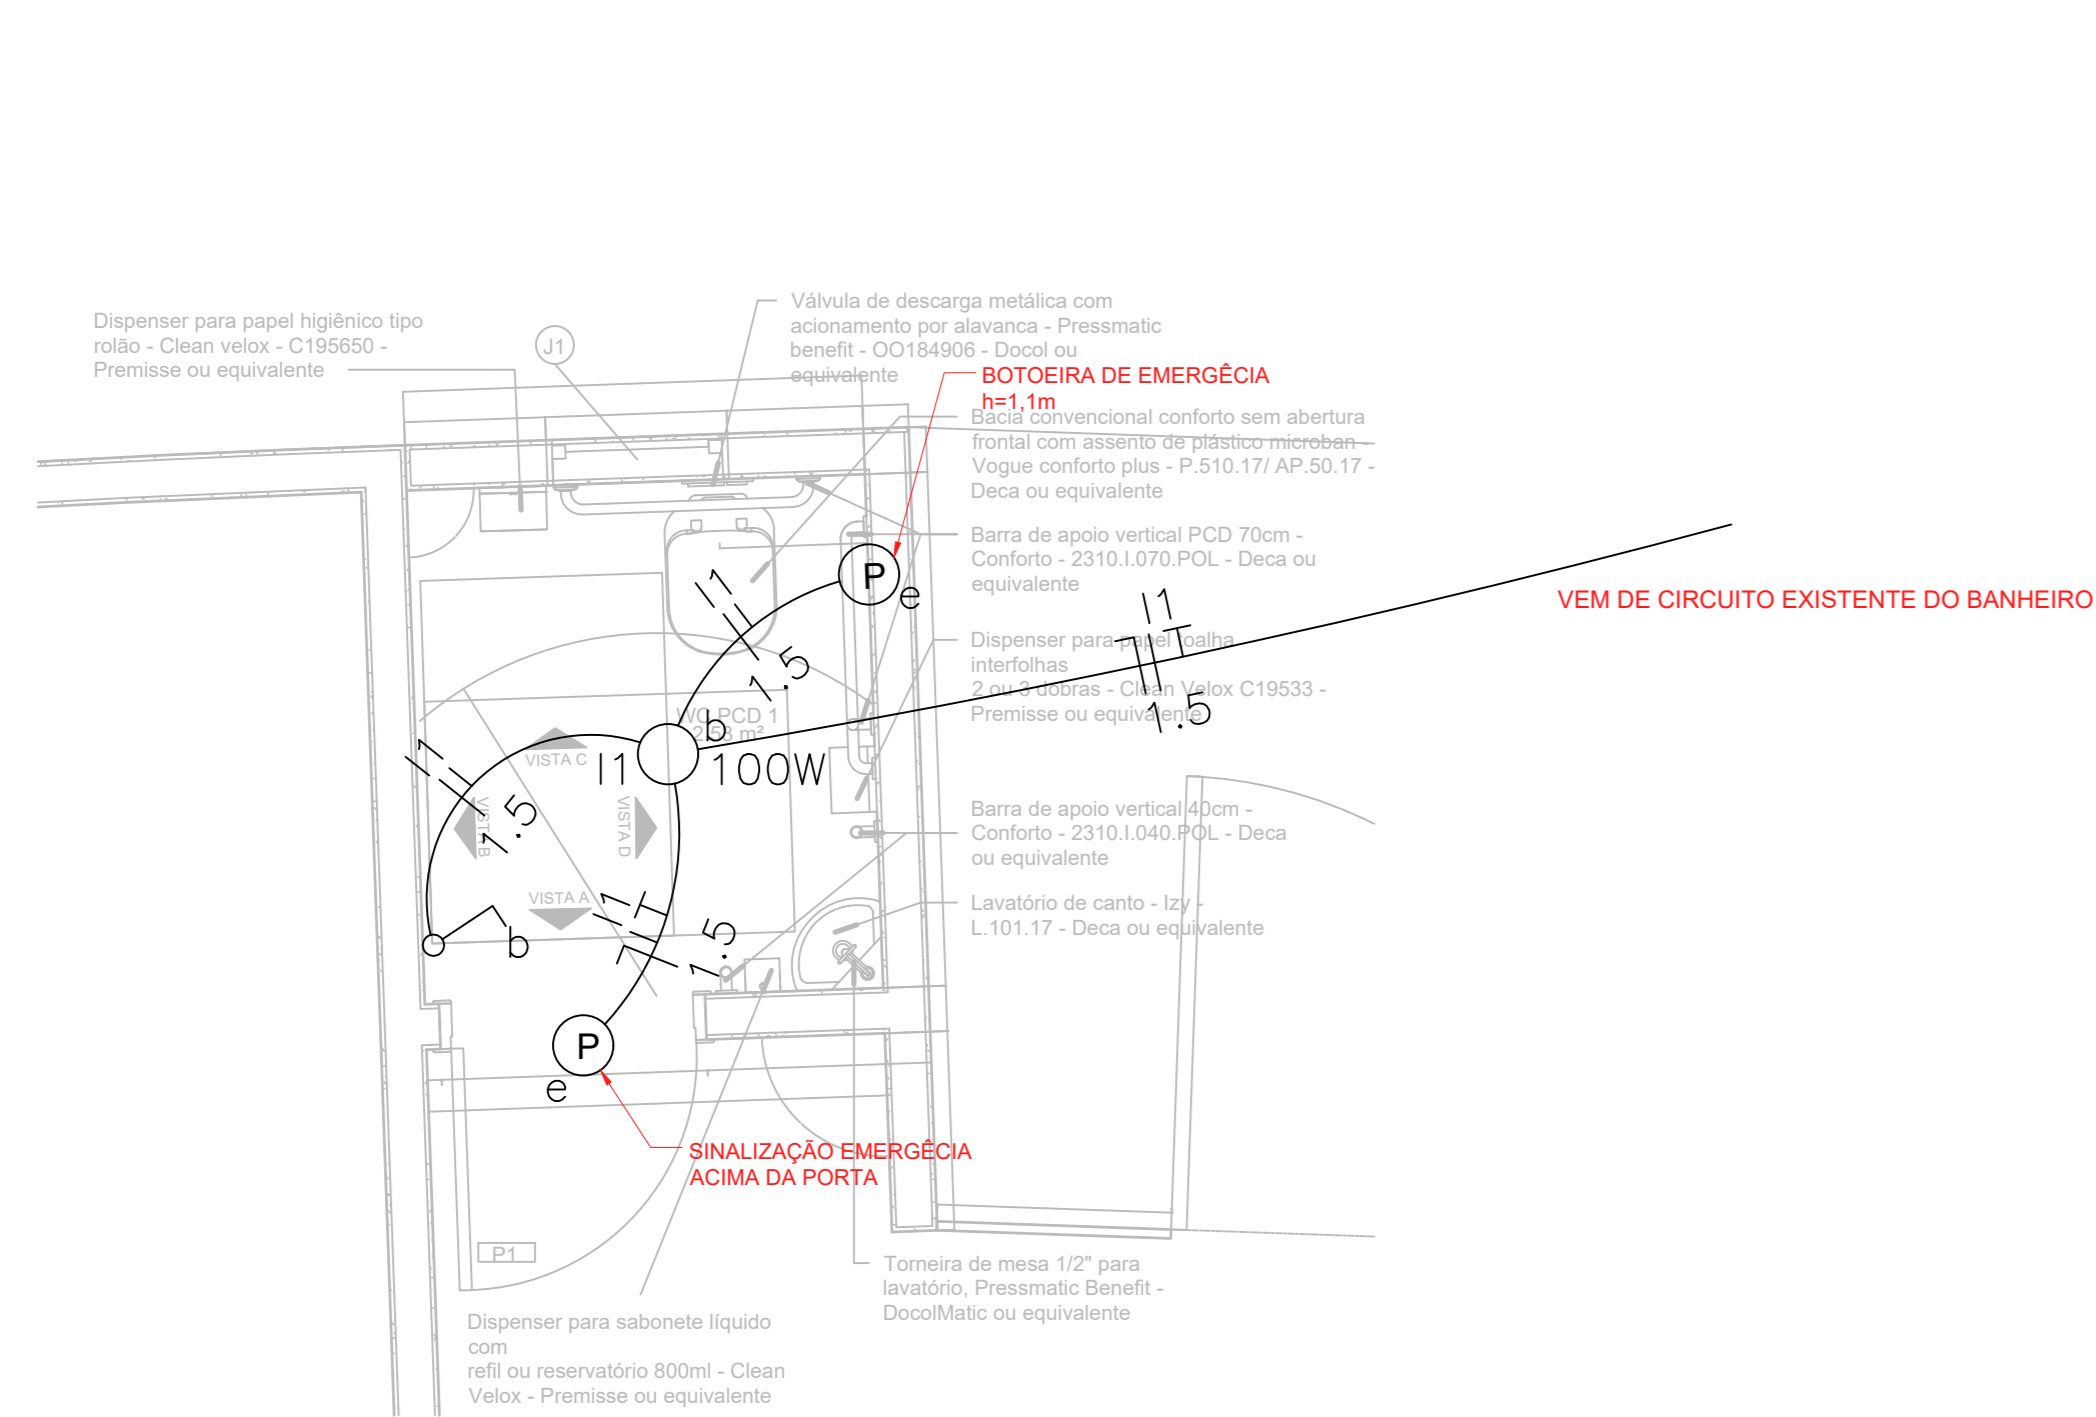 Dispenser para papel higiênico tipo
rolão - Clean velox - C195650 -
Premisse ou equivalente
J1
Válvula de descarga metálica com
acionamento por alavanca - Pressmatic
benefit - OO184906 - Docol ou
equivalente
BOTOEIRA DE EMERGÊCIA
h=1,1m
Bacia convencional conforto sem abertura
frontal com assento de plástico microban -
Vogue conforto plus - P.510.17/ AP.50.17 -
Deca ou equivalente
Barra de apoio vertical PCD 70cm -
Conforto - 2310.I.070.POL - Deca ou
equivalente
P
e
l1
1.5
VEM DE CIRCUITO EXISTENTE DO BANHEIRO
l1
1.5
Dispenser para papel toalha
interfolhas
2 ou 3 dobras - Clean Velox C19533 -
Premisse ou equivalente
WC PCD 1
2.58 m²
b
l1
100W
VISTA C
VISTA B
VISTA D
VISTA A
l1
1.5
Barra de apoio vertical 40cm -
Conforto - 2310.I.040.POL - Deca
ou equivalente
Lavatório de canto - Izy -
L.101.17 - Deca ou equivalente
b
l1
1.5
P
e
SINALIZAÇÃO EMERGÊCIA
ACIMA DA PORTA
P1
Torneira de mesa 1/2" para
lavatório, Pressmatic Benefit -
DocolMatic ou equivalente
Dispenser para sabonete líquido
com
refil ou reservatório 800ml - Clean
Velox - Premisse ou equivalente